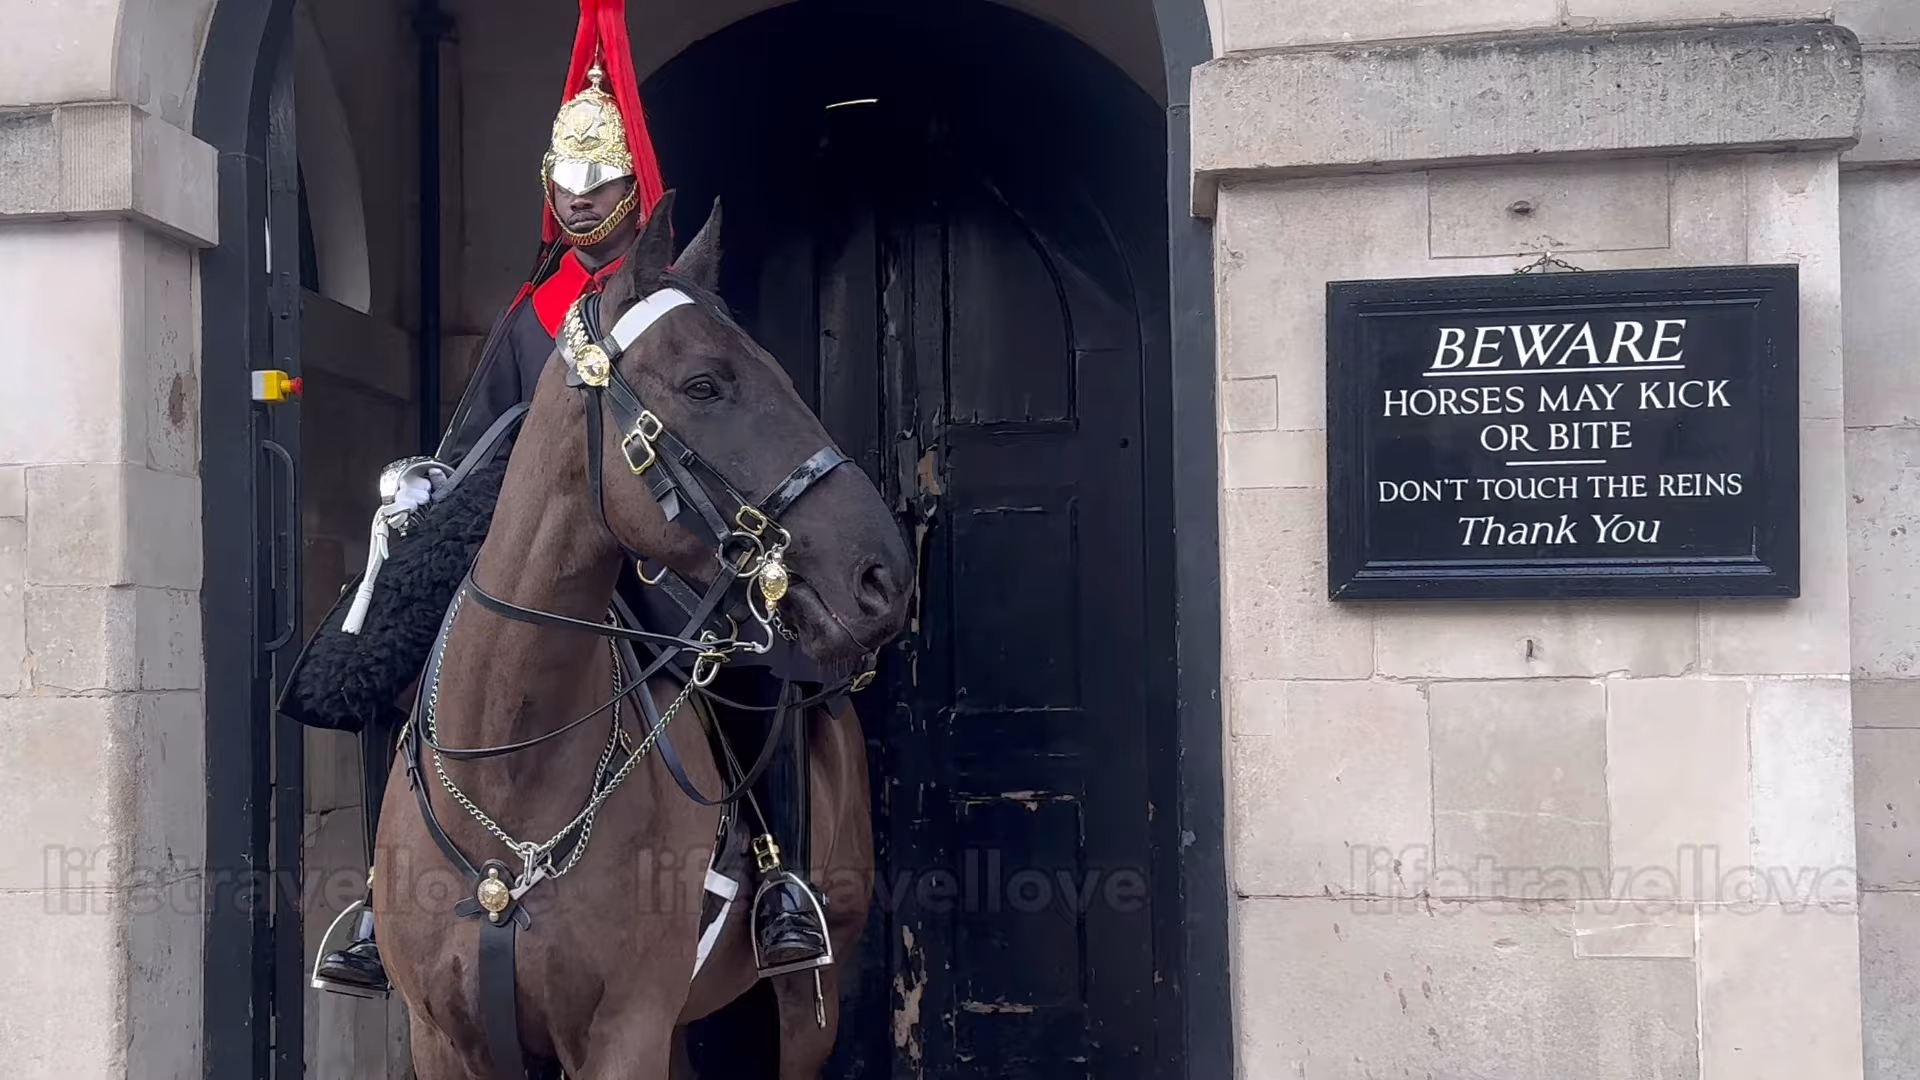 BEWARE
HORSES MAY KICK
OR BITE
DON'T TOUCH THE REINS
Thank You
lifetravellove lifetravellove lifetravellove